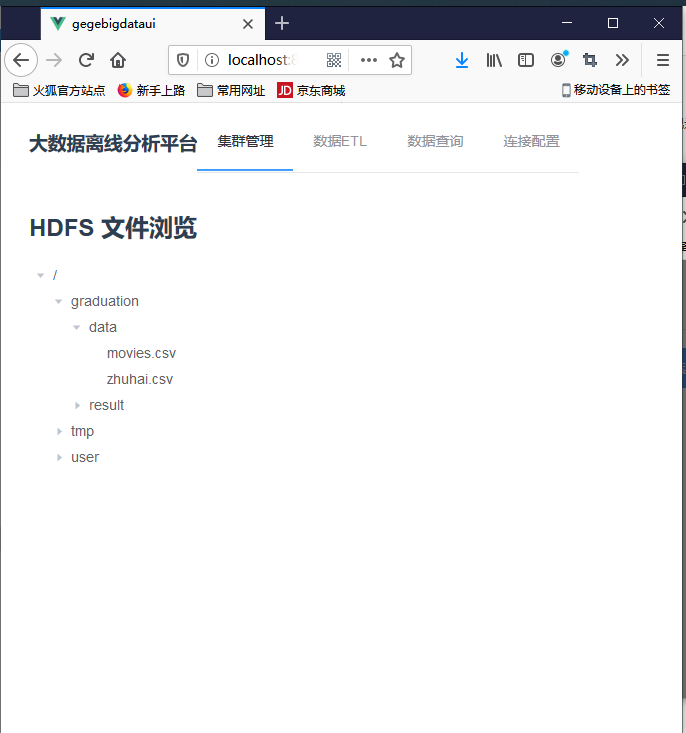 gegebigdataui
localhost:8
火狐官方站点 新手上路 常用网址 JD 京东商城 移动设备上的书签
大数据离线分析平台 集群管理 数据ETL 数据查询 连接配置
HDFS 文件浏览
/
graduation
data
movies.csv
zhuhai.csv
result
tmp
user